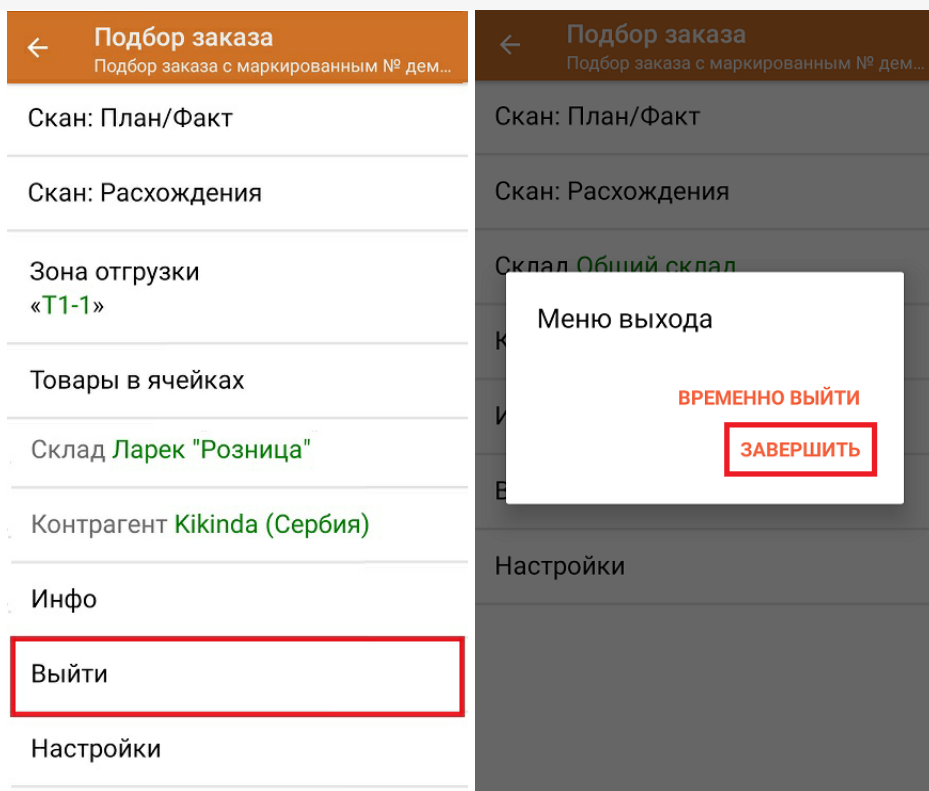 Подбор заказа
Подбор заказа с маркированным № дем...
Скан: План/Факт
Скан: Расхождения
Зона отгрузки
«Т1-1»
Товары в ячейках
Склад Ларек "Розница"
Контрагент Kikinda (Сербия)
Инфо
Выйти
Настройки
Подбор заказа
Подбор заказа с маркированным № дем...
Скан: План/Факт
Скан: Расхождения
Склад Общий склад
Меню выхода
ВРЕМЕННО ВЫЙТИ
ЗАВЕРШИТЬ
Настройки